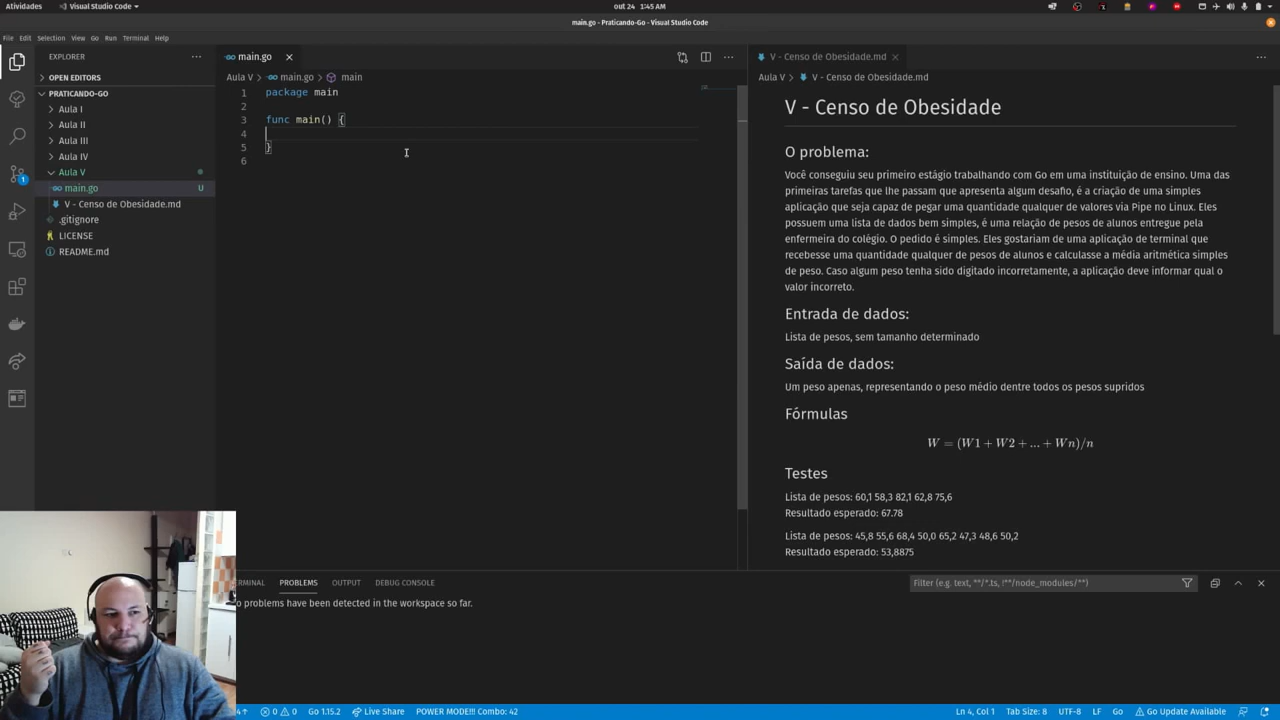 Atividades
Visual Studio Code
out 24 1:45 AM
main.go - Praticando-Go - Visual Studio Code
File Edit Selection View Go Run Terminal Help
EXPLORER
OPEN EDITORS
PRATICANDO-GO
Aula I
Aula II
Aula III
Aula IV
Aula V
main.go U
V - Censo de Obesidade.md
.gitignore
LICENSE
README.md
1
main.go
Aula V > main.go > main
1 package main
2
3 func main() {
4
5 }
6
V - Censo de Obesidade.md
Aula V > V - Censo de Obesidade.md
V - Censo de Obesidade
O problema:
Você conseguiu seu primeiro estágio trabalhando com Go em uma instituição de ensino. Uma das
primeiras tarefas que lhe passam que apresenta algum desafio, é a criação de uma simples
aplicação que seja capaz de pegar uma quantidade qualquer de valores via Pipe no Linux. Eles
possuem uma lista de dados bem simples, é uma relação de pesos de alunos entregue pela
enfermeira do colégio. O pedido é simples. Eles gostariam de uma aplicação de terminal que
recebesse uma quantidade qualquer de pesos de alunos e calculasse a média aritmética simples
de peso. Caso algum peso tenha sido digitado incorretamente, a aplicação deve informar qual o
valor incorreto.
Entrada de dados:
Lista de pesos, sem tamanho determinado
Saída de dados:
Um peso apenas, representando o peso médio dentre todos os pesos supridos
Fórmulas
W = (W1 + W2 + ... + Wn)/n
Testes
Lista de pesos: 60,1 58,3 82,1 62,8 75,6
Resultado esperado: 67.78
Lista de pesos: 45,8 55,6 68,4 50,0 65,2 47,3 48,6 50,2
Resultado esperado: 53,8875
RMINAL PROBLEMS OUTPUT DEBUG CONSOLE
Filter (e.g. text, **/*.ts, !**/node_modules/**)
o problems have been detected in the workspace so far.
4↑ 0 0 Go 1.15.2 Live Share POWER MODE!!! Combo: 42
Ln 4, Col 1 Tab Size: 8 UTF-8 LF Go Go Update Available